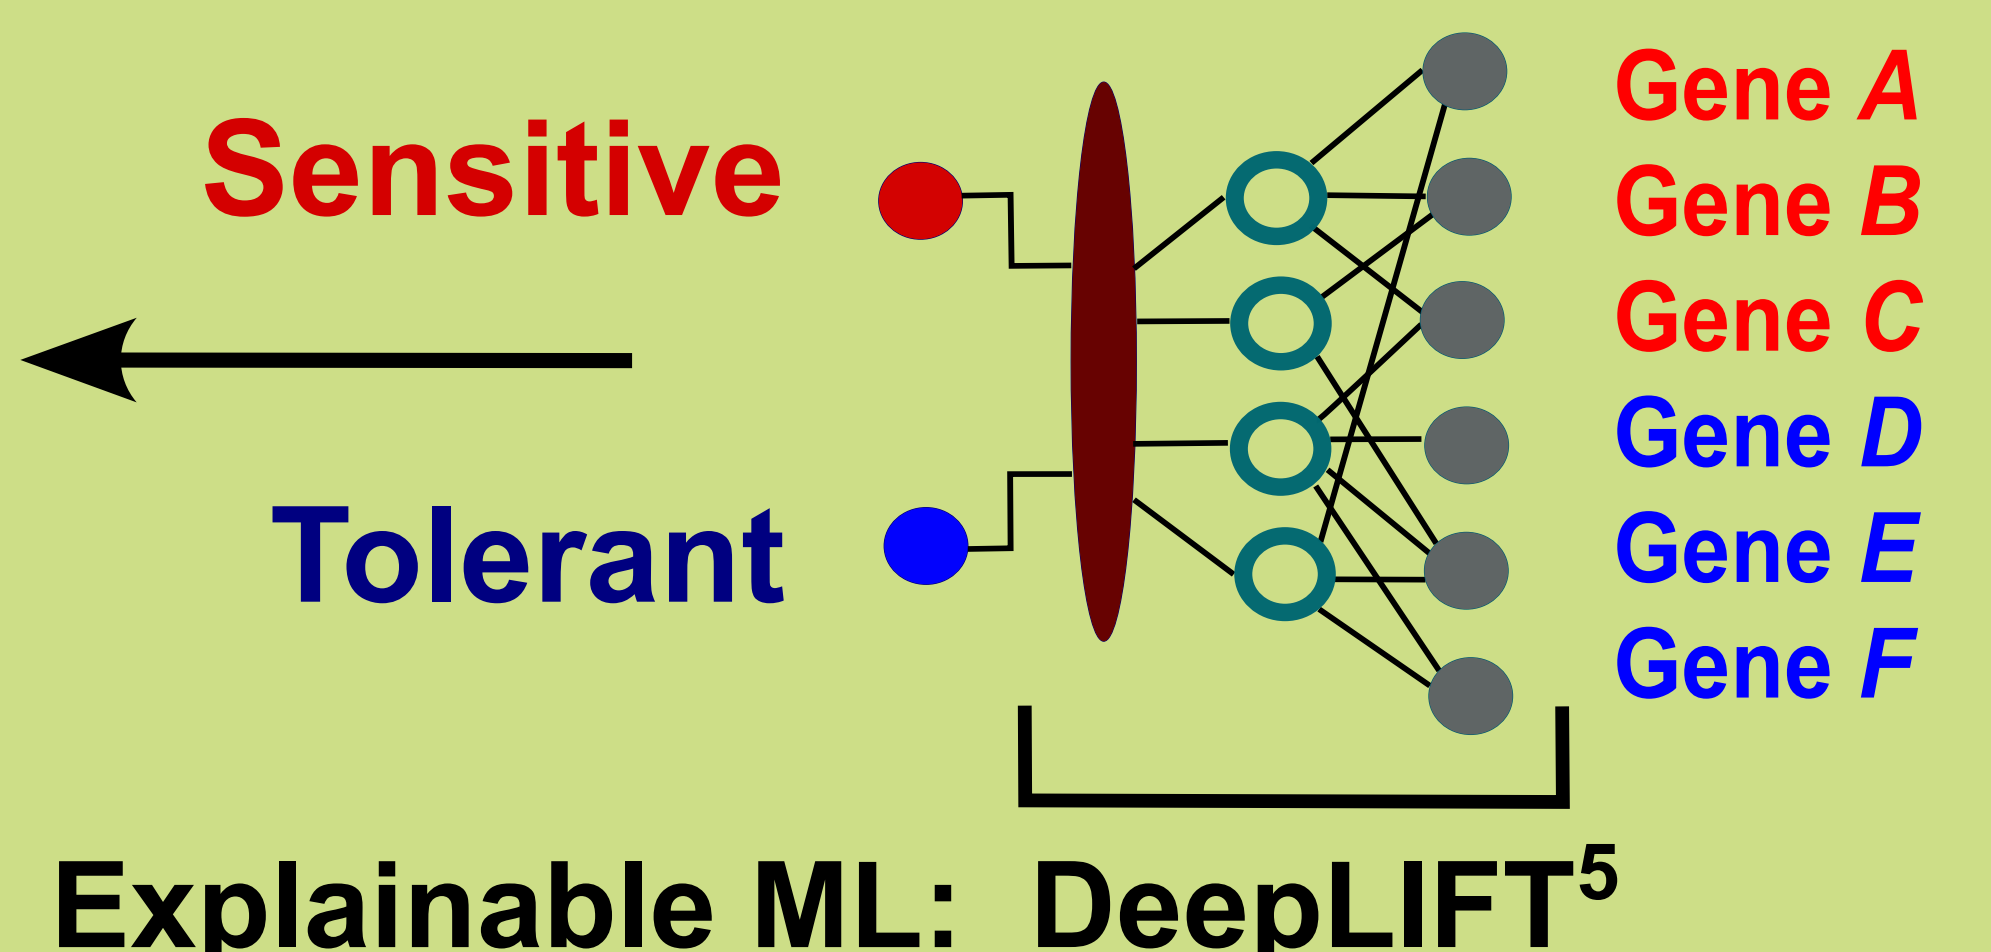 Sensitive
Tolerant
Gene A
Gene B
Gene C
Gene D
Gene E
Gene F
Explainable ML: DeepLIFT⁵